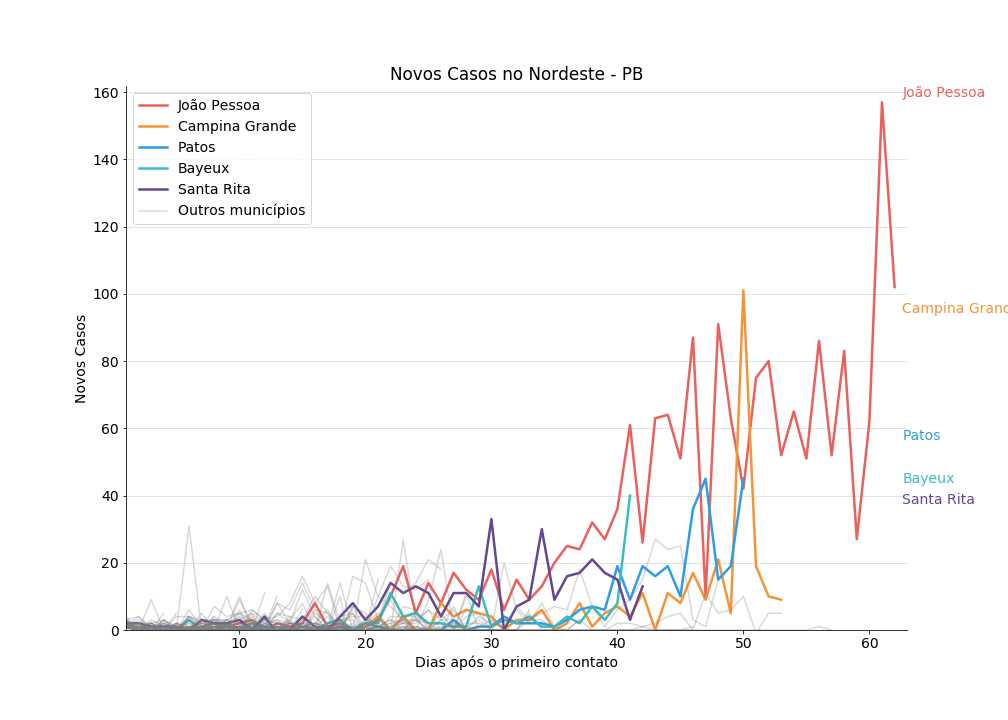 Novos Casos no Nordeste - PB
João Pessoa
Campina Grande
Patos
Bayeux
Santa Rita
Outros municípios
160
140
120
100
80
60
40
20
0
Novos Casos
10
20
30
40
50
60
Dias após o primeiro contato
João Pessoa
Campina Grand
Patos
Bayeux
Santa Rita